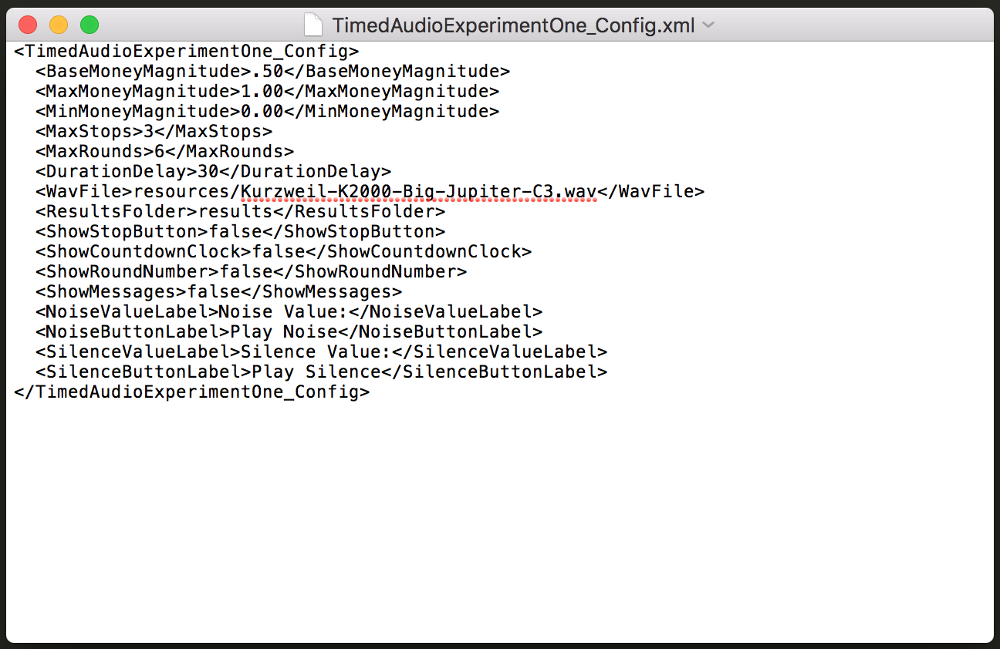 TimedAudioExperimentOne_Config.xml
<TimedAudioExperimentOne_Config>
  <BaseMoneyMagnitude>.50</BaseMoneyMagnitude>
  <MaxMoneyMagnitude>1.00</MaxMoneyMagnitude>
  <MinMoneyMagnitude>0.00</MinMoneyMagnitude>
  <MaxStops>3</MaxStops>
  <MaxRounds>6</MaxRounds>
  <DurationDelay>30</DurationDelay>
  <WavFile>resources/Kurzweil-K2000-Big-Jupiter-C3.wav</WavFile>
  <ResultsFolder>results</ResultsFolder>
  <ShowStopButton>false</ShowStopButton>
  <ShowCountdownClock>false</ShowCountdownClock>
  <ShowRoundNumber>false</ShowRoundNumber>
  <ShowMessages>false</ShowMessages>
  <NoiseValueLabel>Noise Value:</NoiseValueLabel>
  <NoiseButtonLabel>Play Noise</NoiseButtonLabel>
  <SilenceValueLabel>Silence Value:</SilenceValueLabel>
  <SilenceButtonLabel>Play Silence</SilenceButtonLabel>
</TimedAudioExperimentOne_Config>